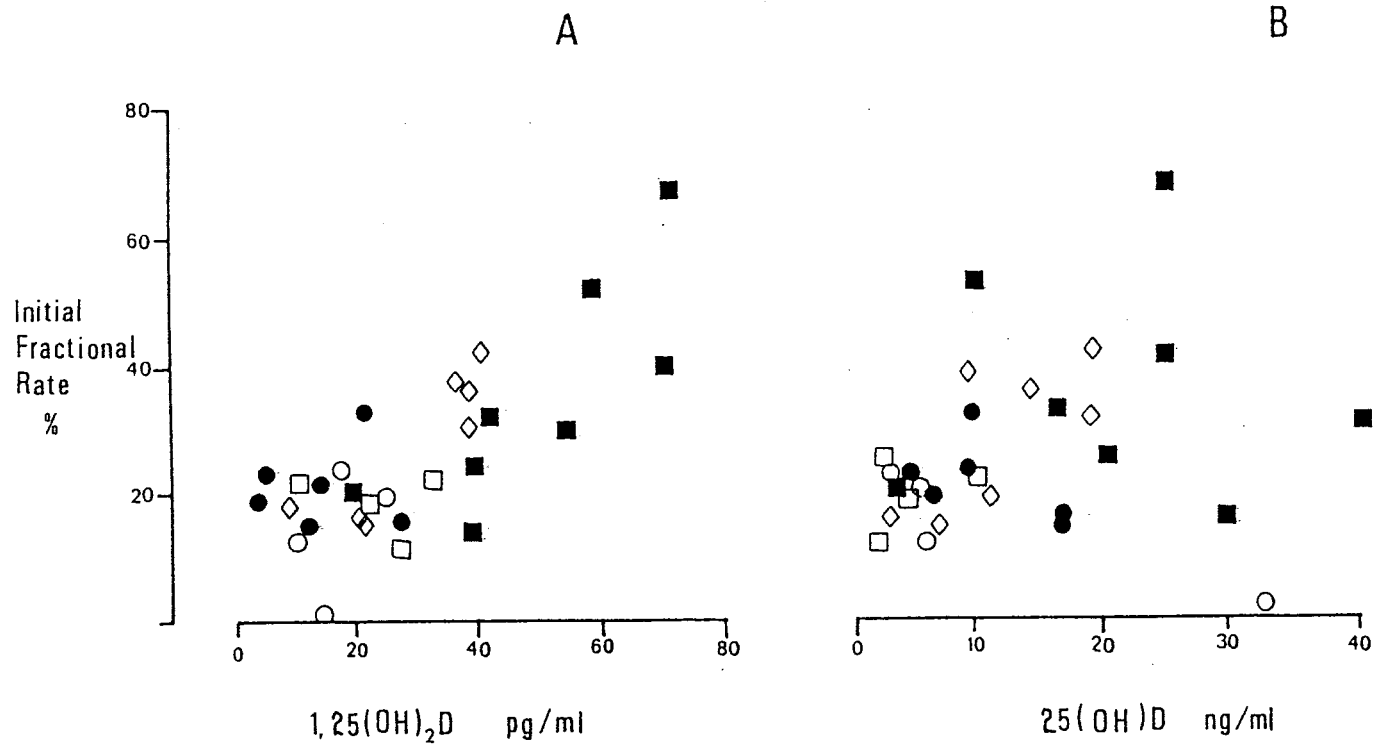 A
B
80
60
40
20
Initial
Fractional
Rate
%
0 20 40 60 80
0 10 20 30 40
1,25(OH)₂D pg/ml
25(OH)D ng/ml